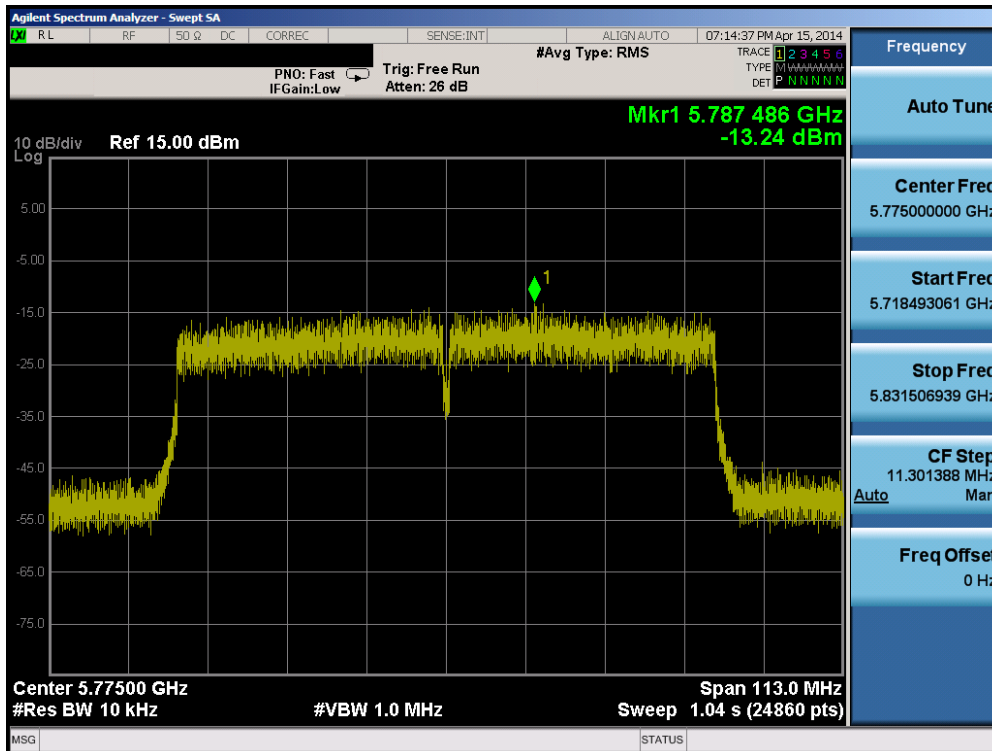 Agilent Spectrum Analyzer - Swept SA
LXI RL RF 50 Ω DC CORREC SENSE:INT ALIGN AUTO 07:14:37 PM Apr 15, 2014
#Avg Type: RMS TRACE 1 2 3 4 5 6
PNO: Fast Trig: Free Run TYPE M WWWWW
IFGain:Low Atten: 26 dB DET P N N N N N
Mkr1 5.787 486 GHz
-13.24 dBm
10 dB/div Ref 15.00 dBm
Log
1
5.00
-5.00
-15.0
-25.0
-35.0
-45.0
-55.0
-65.0
-75.0
Center 5.77500 GHz Span 113.0 MHz
#Res BW 10 kHz #VBW 1.0 MHz Sweep 1.04 s (24860 pts)
MSG STATUS
Frequency
Auto Tune
Center Freq
5.775000000 GHz
Start Freq
5.718493061 GHz
Stop Freq
5.831506939 GHz
CF Step
11.301388 MHz
Auto Man
Freq Offset
0 Hz